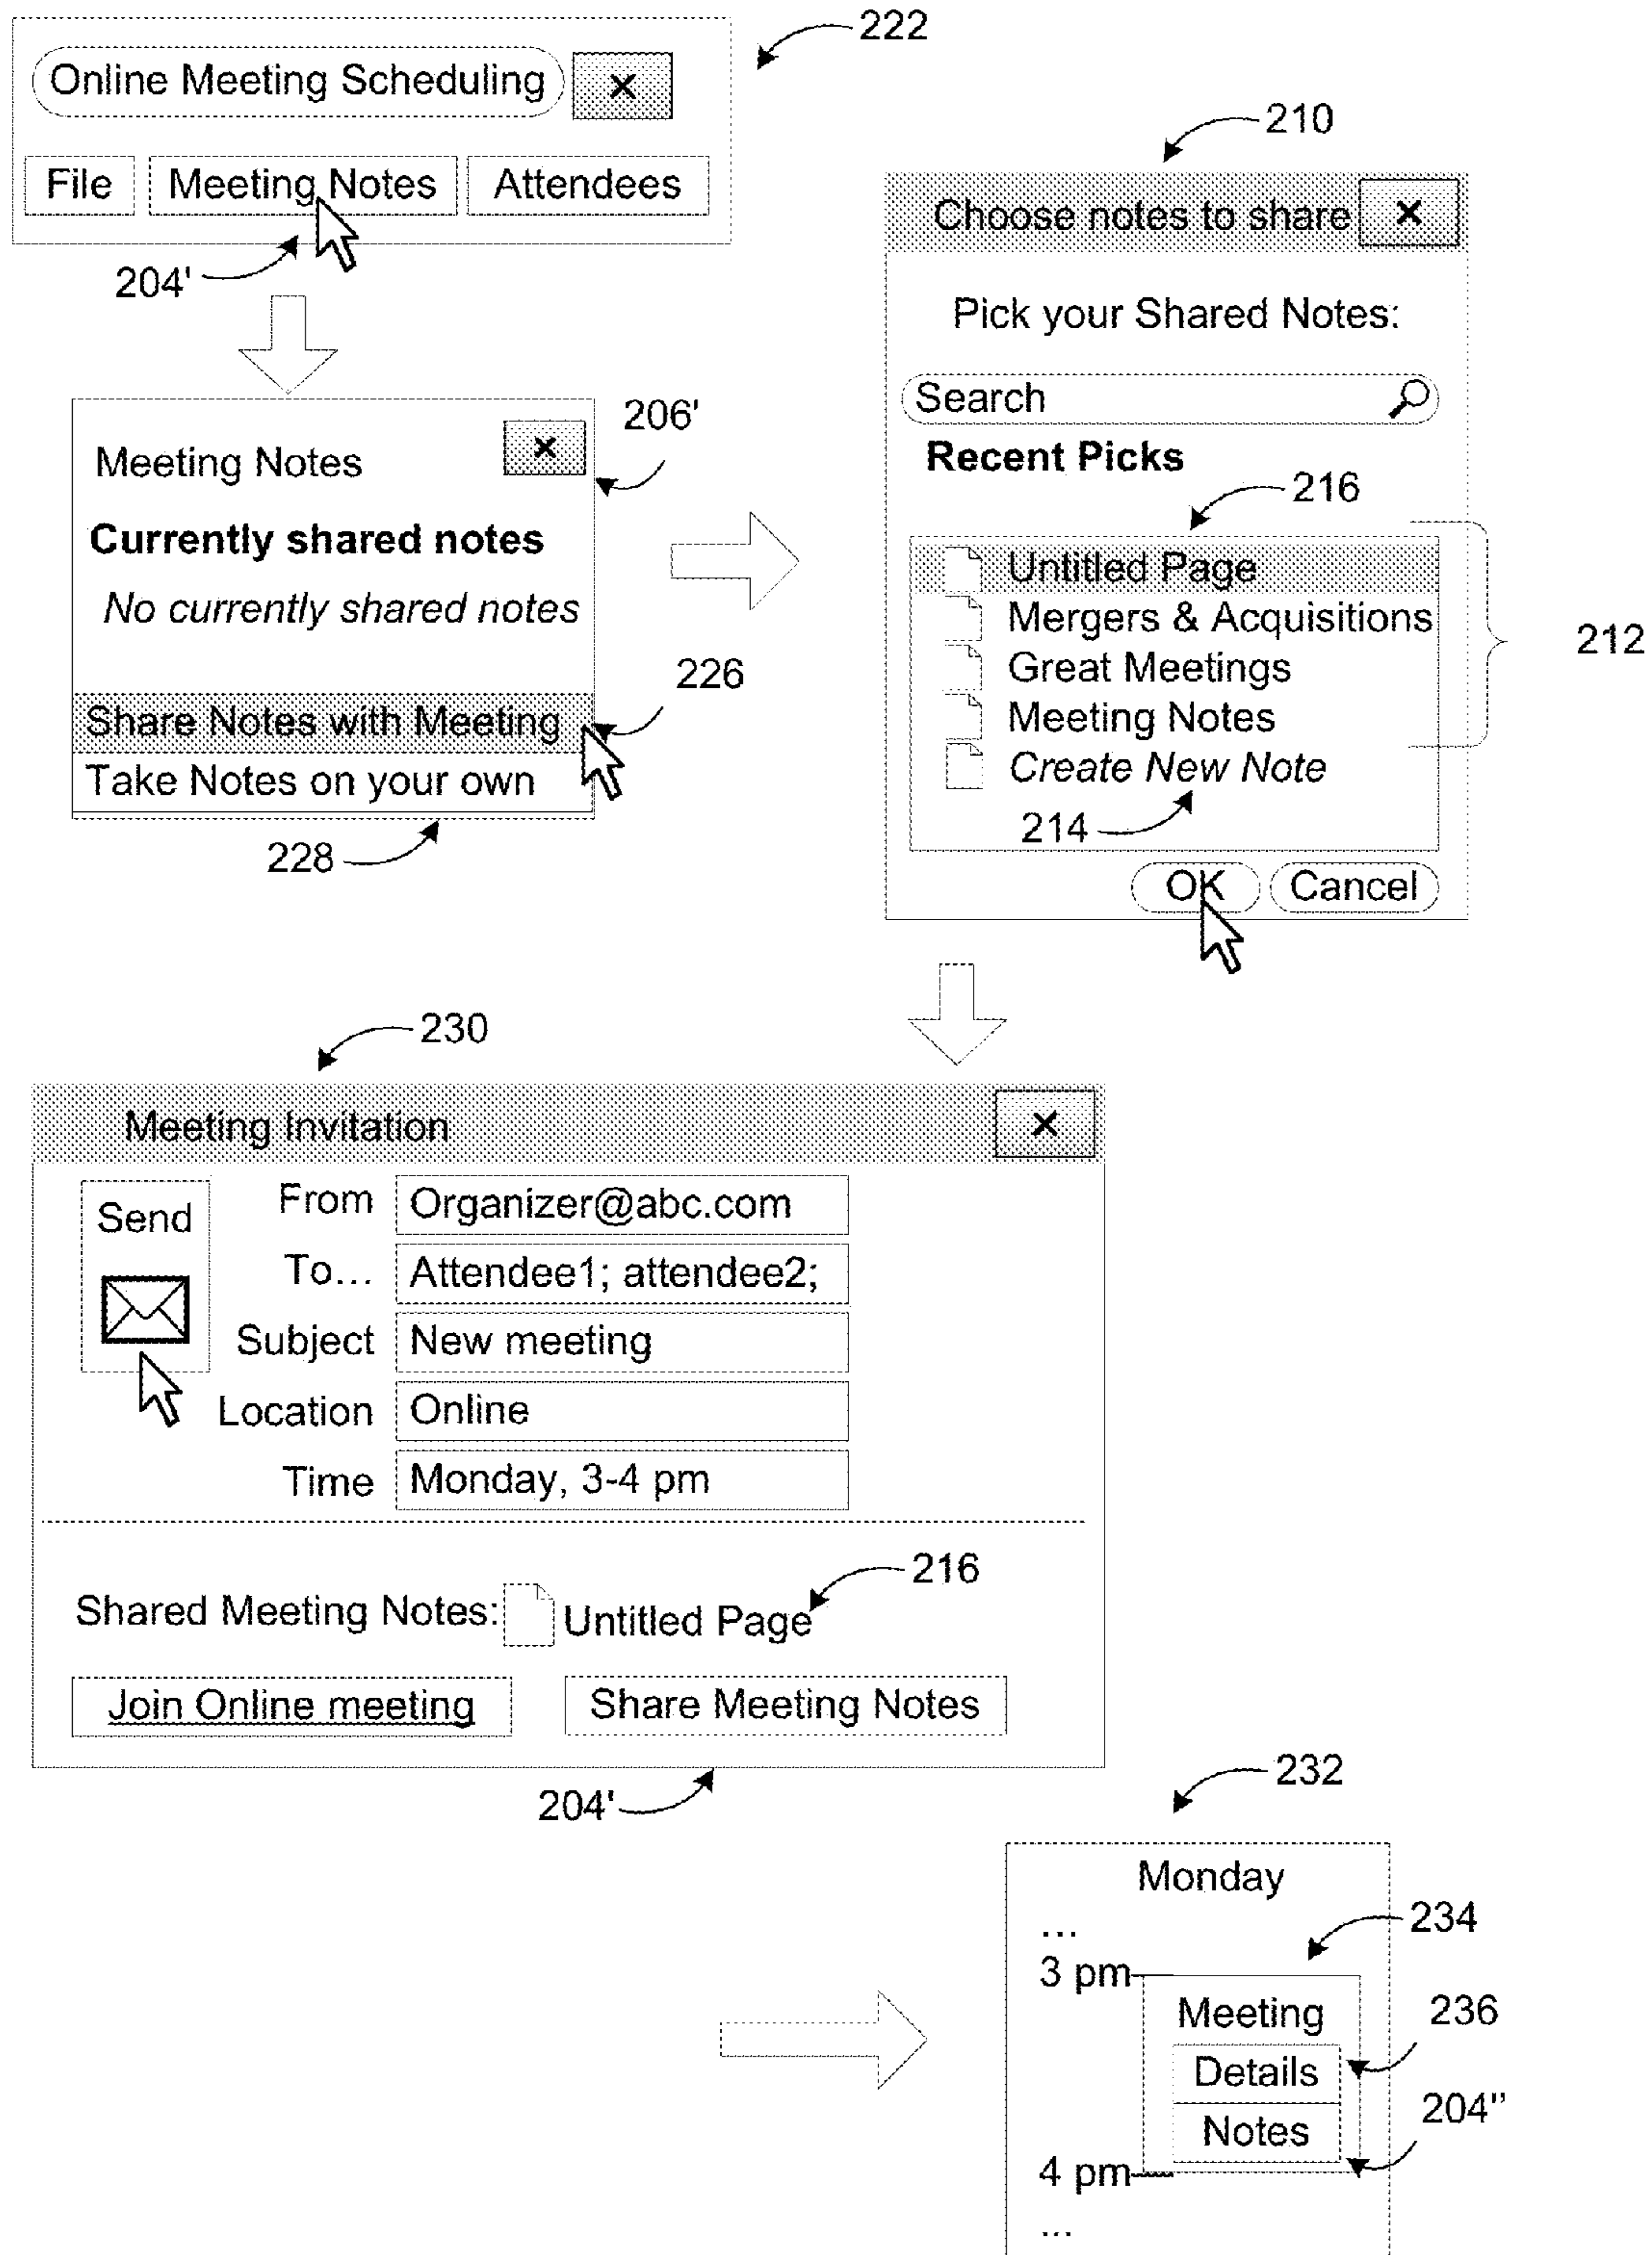 222
Online Meeting Scheduling ×
File Meeting Notes Attendees
204'
210
Choose notes to share ×
Pick your Shared Notes:
Search
Recent Picks
216
Untitled Page
Mergers & Acquisitions
Great Meetings
Meeting Notes
Create New Note
212
214
OK Cancel
Meeting Notes ×
206'
Currently shared notes
No currently shared notes
226
Share Notes with Meeting
Take Notes on your own
228
230
Meeting Invitation ×
Send
From Organizer@abc.com
To... Attendee1; attendee2;
Subject New meeting
Location Online
Time Monday, 3-4 pm
216
Shared Meeting Notes: Untitled Page
Join Online meeting Share Meeting Notes
204'
232
Monday
...
234
3 pm
Meeting
236
Details
204"
Notes
4 pm
...